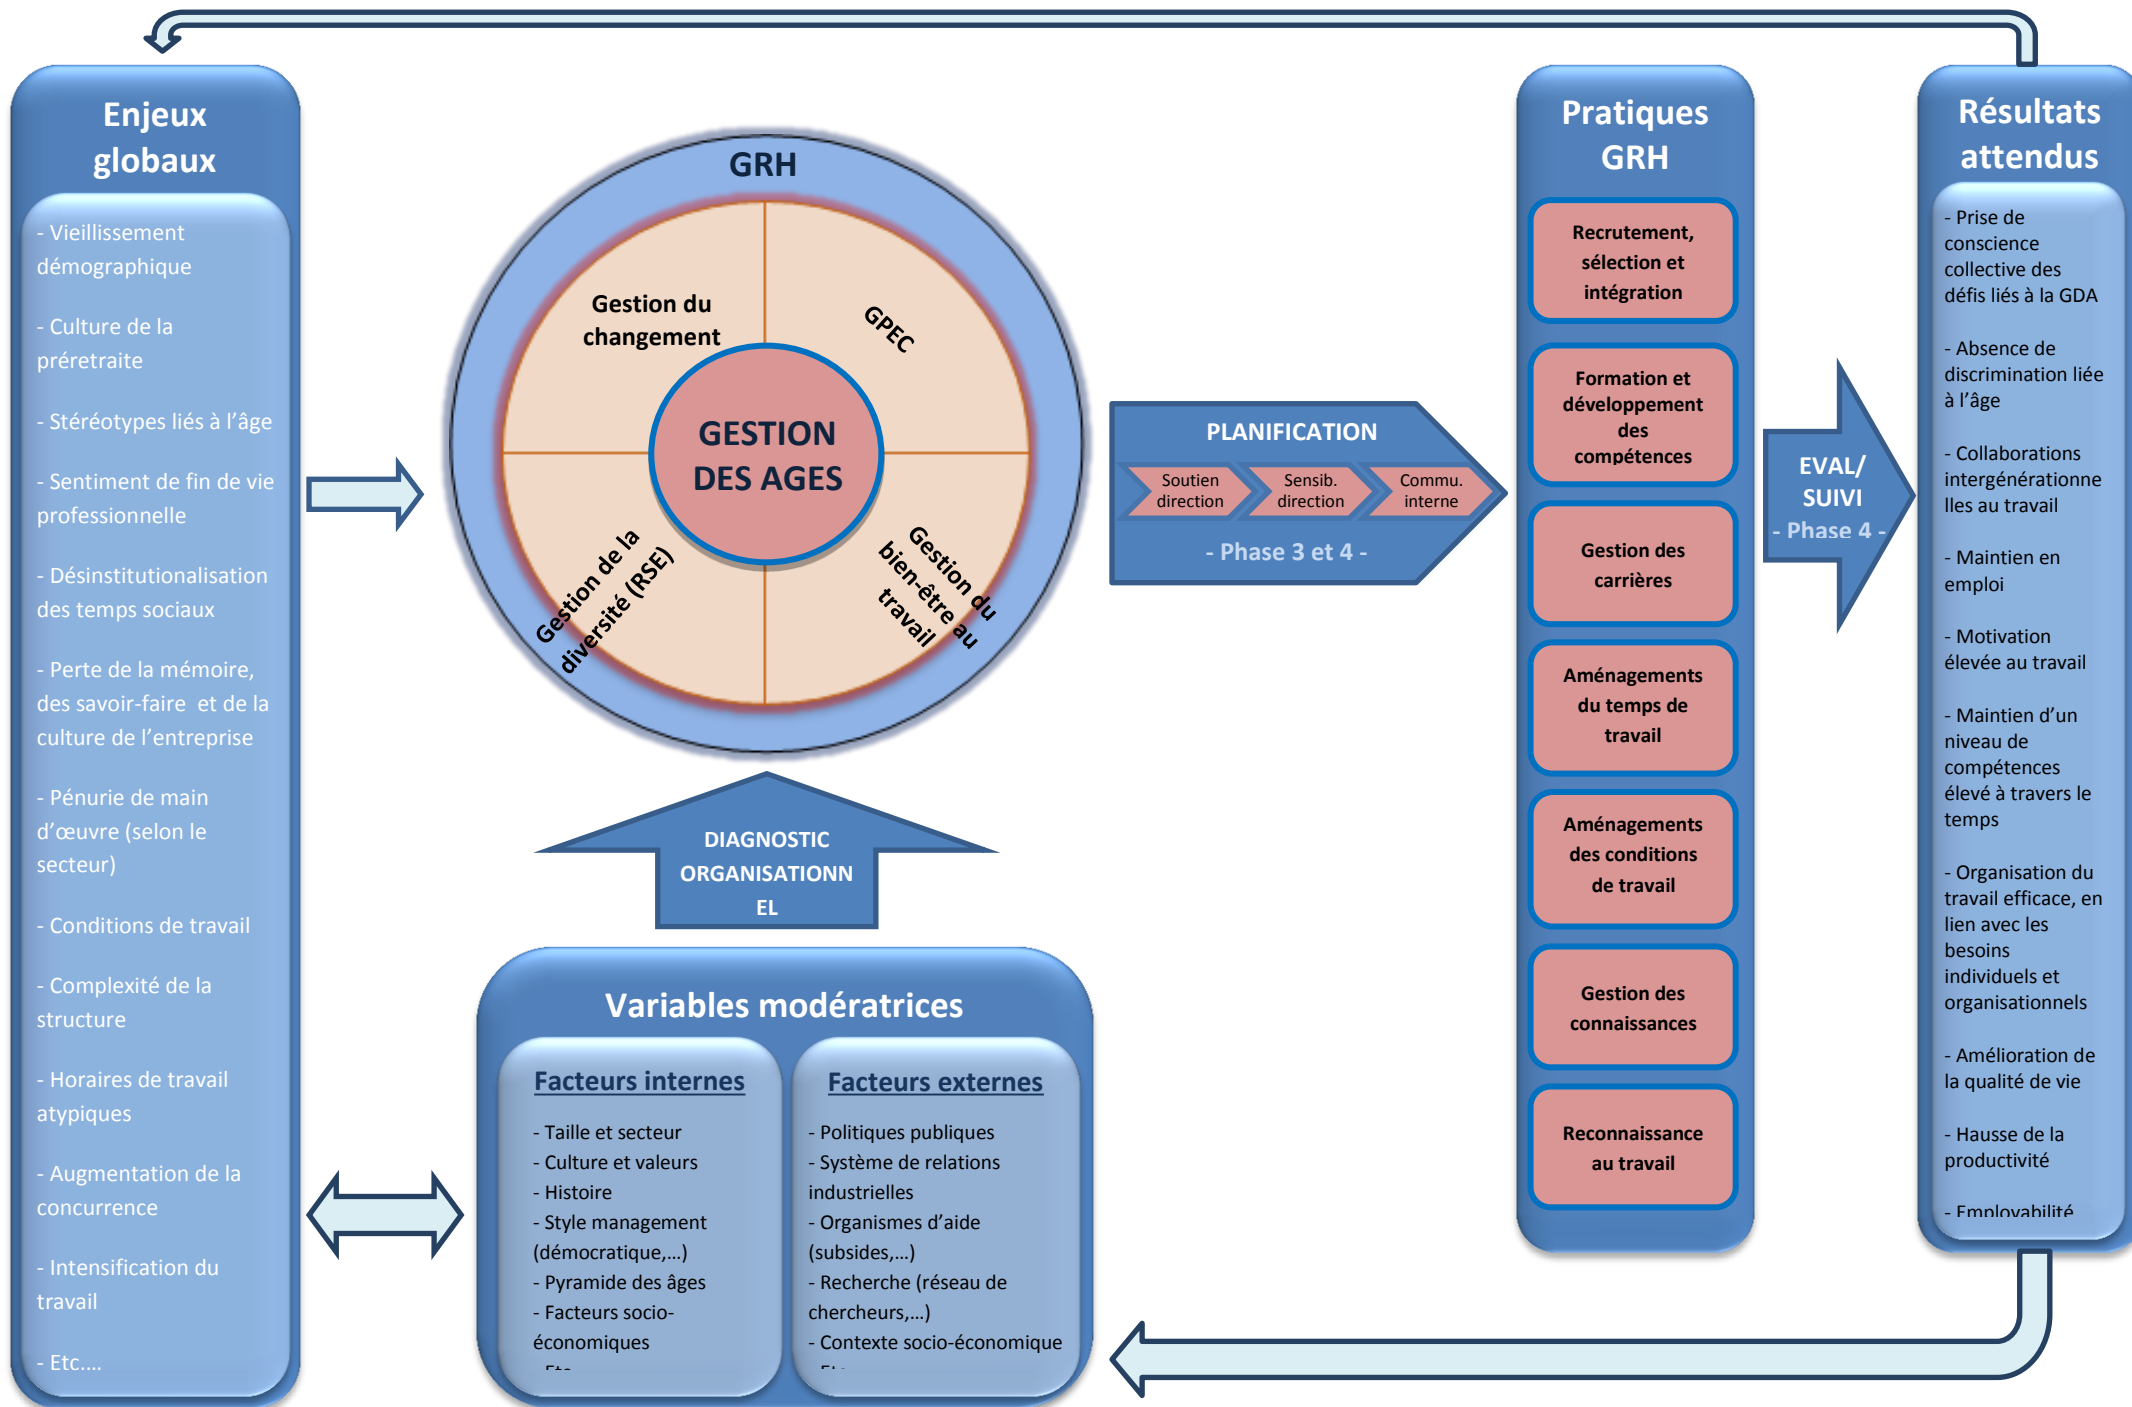 Enjeux
globaux
- Vieillissement
démographique
- Culture de la
préretraite
- Stéréotypes liés à l’âge
- Sentiment de fin de vie
professionnelle
- Désinstitutionalisation
des temps sociaux
- Perte de la mémoire,
des savoir-faire et de la
culture de l’entreprise
- Pénurie de main
d’œuvre (selon le
secteur)
- Conditions de travail
- Complexité de la
structure
- Horaires de travail
atypiques
- Augmentation de la
concurrence
- Intensification du
travail
- Etc....
GRH
Gestion du
changement
GPEC
GESTION
DES AGES
Gestion de la
diversité (RSE)
Gestion du
bien-être au
travail
DIAGNOSTIC
ORGANISATIONN
EL
Variables modératrices
Facteurs internes
- Taille et secteur
- Culture et valeurs
- Histoire
- Style management
(démocratique,...)
- Pyramide des âges
- Facteurs socio-
économiques
- Etc
Facteurs externes
- Politiques publiques
- Système de relations
industrielles
- Organismes d’aide
(subsides,...)
- Recherche (réseau de
chercheurs,...)
- Contexte socio-économique
- Etc
PLANIFICATION
Soutien
direction
Sensib.
direction
Commu.
interne
- Phase 3 et 4 -
Pratiques
GRH
Recrutement,
sélection et
intégration
Formation et
développement
des
compétences
Gestion des
carrières
Aménagements
du temps de
travail
Aménagements
des conditions
de travail
Gestion des
connaissances
Reconnaissance
au travail
EVAL/
SUIVI
- Phase 4 -
Résultats
attendus
- Prise de
conscience
collective des
défis liés à la GDA
- Absence de
discrimination liée
à l’âge
- Collaborations
intergénérationne
lles au travail
- Maintien en
emploi
- Motivation
élevée au travail
- Maintien d’un
niveau de
compétences
élevé à travers le
temps
- Organisation du
travail efficace, en
lien avec les
besoins
individuels et
organisationnels
- Amélioration de
la qualité de vie
- Hausse de la
productivité
- Employabilité